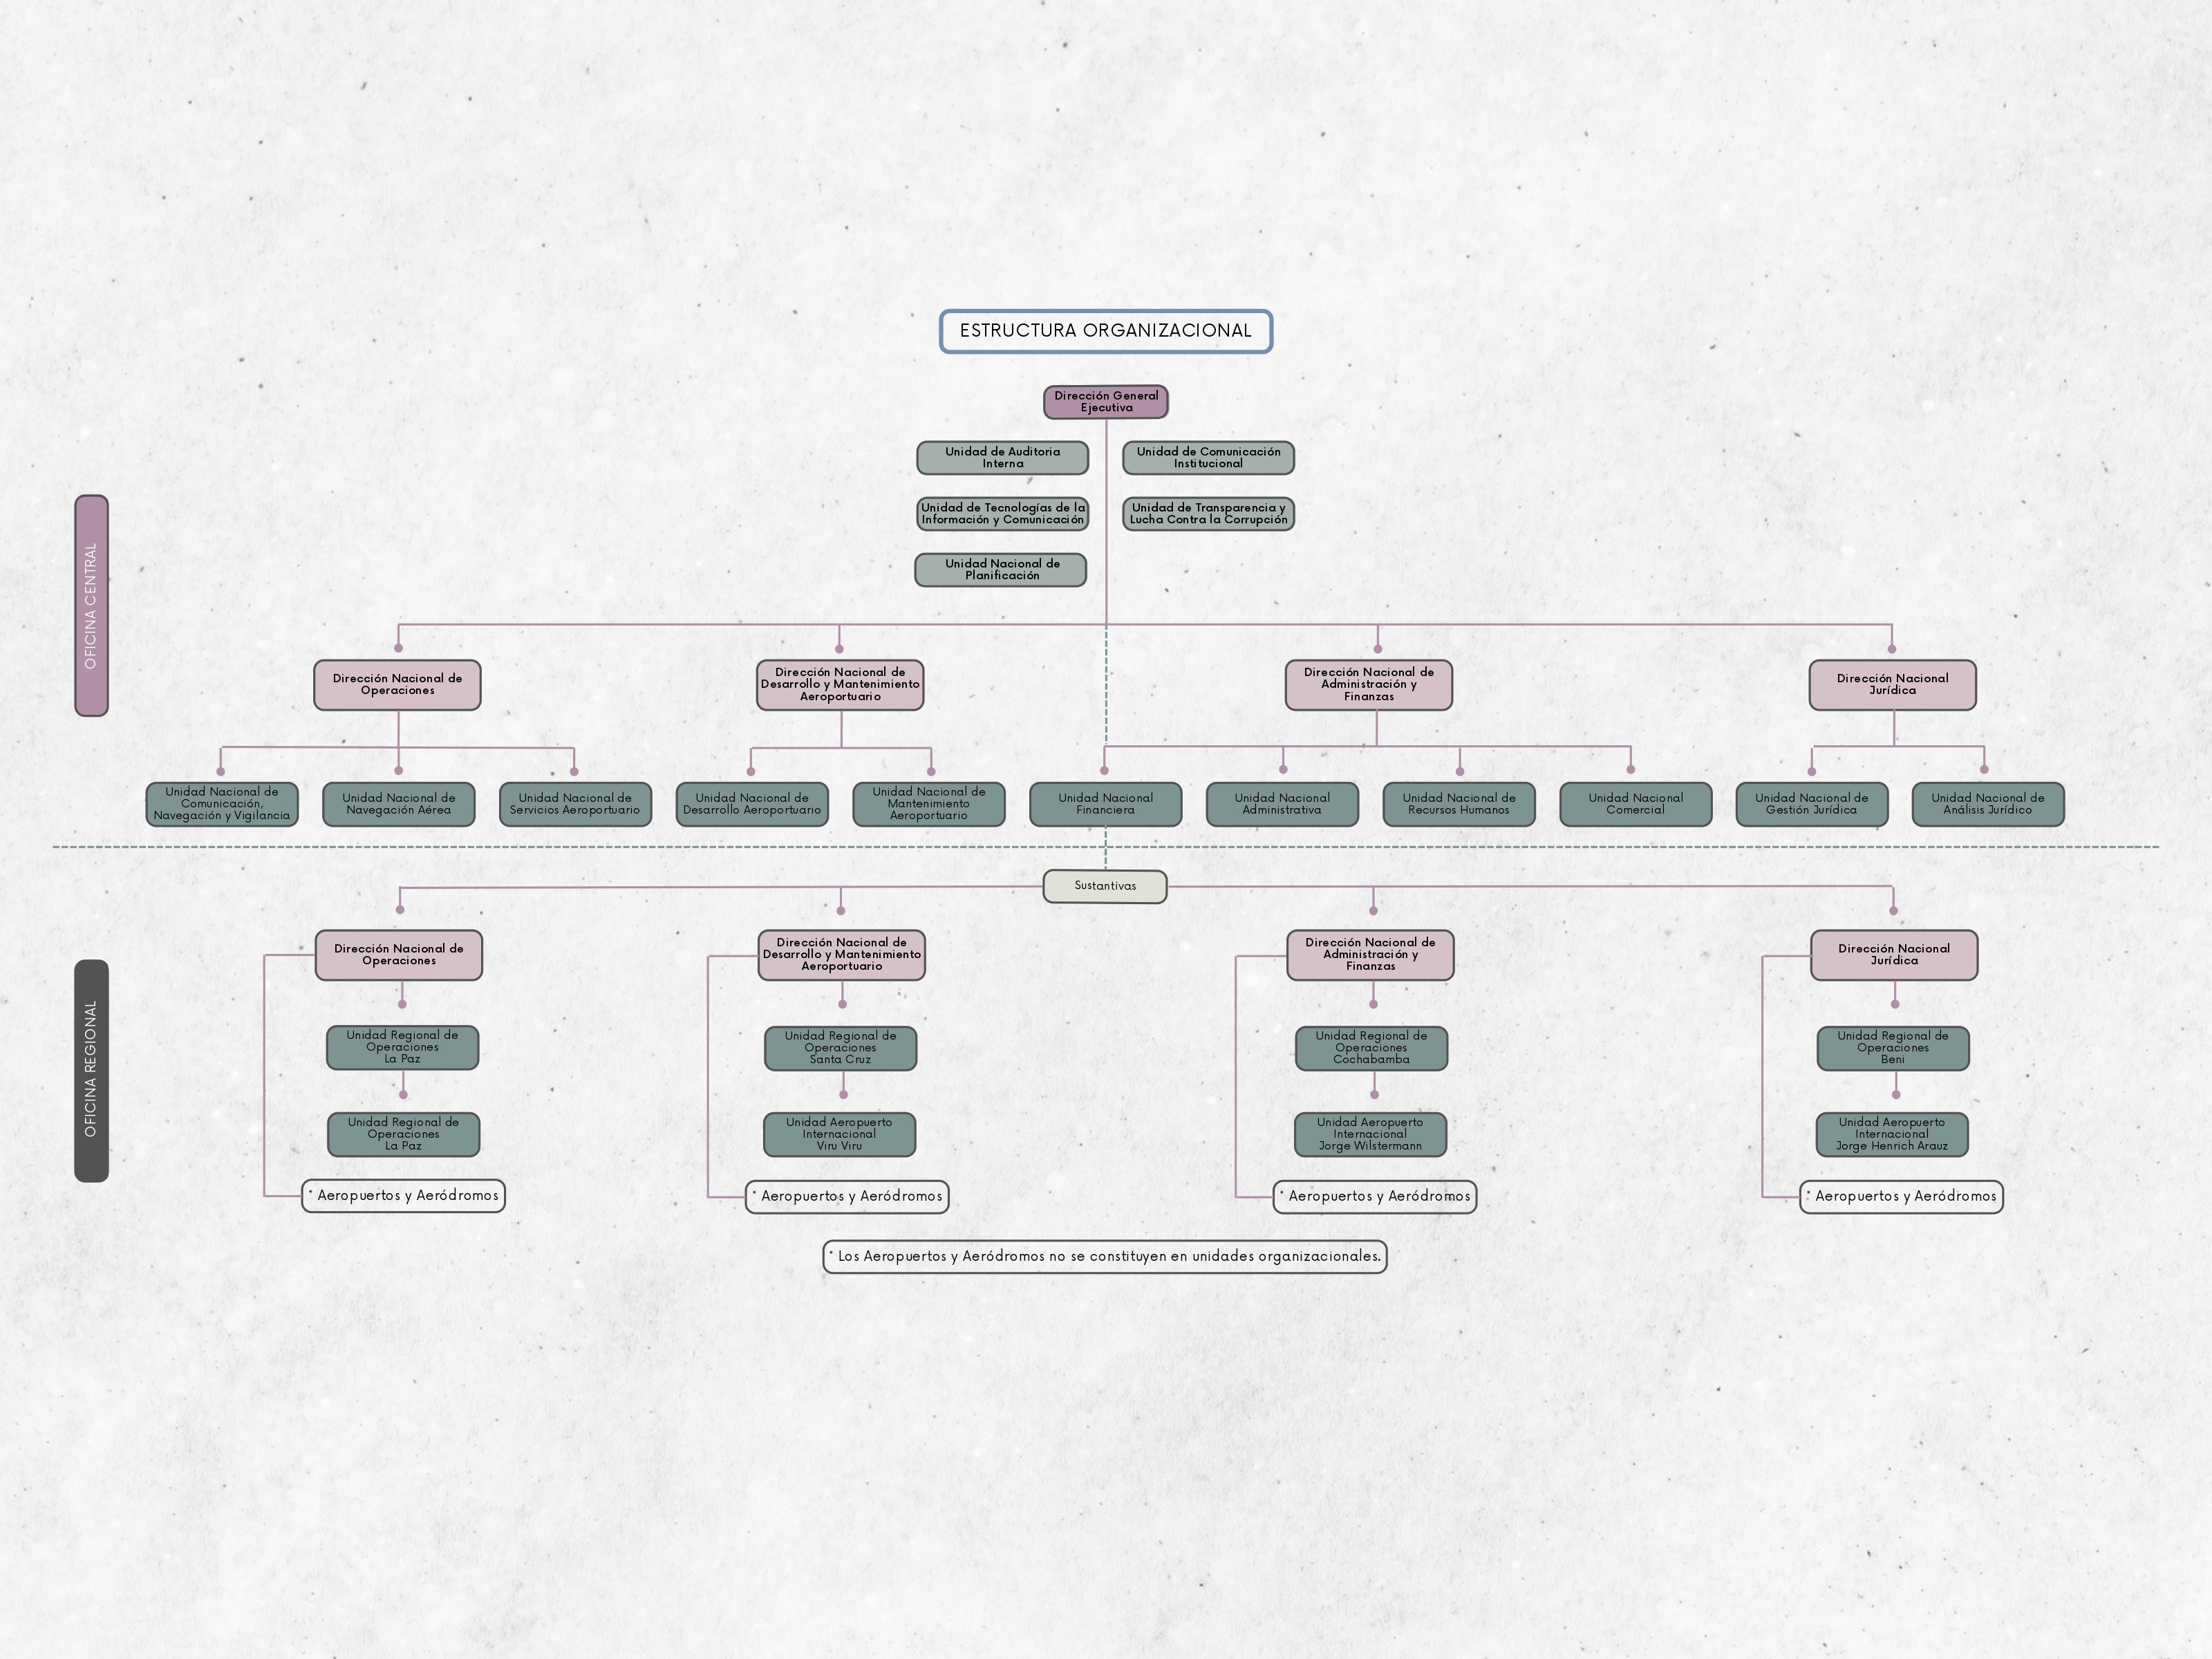 ESTRUCTURA ORGANIZACIONAL
Dirección General
Ejecutiva
Unidad de Auditoria
Interna
Unidad de Comunicación
Institucional
Unidad de Tecnologías de la
Información y Comunicación
Unidad de Transparencia y
Lucha Contra la Corrupción
Unidad Nacional de
Planificación
OFICINA CENTRAL
Dirección Nacional de
Operaciones
Dirección Nacional de
Desarrollo y Mantenimiento
Aeroportuario
Dirección Nacional de
Administración y
Finanzas
Dirección Nacional
Jurídica
Unidad Nacional de
Comunicación,
Navegación y Vigilancia
Unidad Nacional de
Navegación Aérea
Unidad Nacional de
Servicios Aeroportuario
Unidad Nacional de
Desarrollo Aeroportuario
Unidad Nacional de
Mantenimiento
Aeroportuario
Unidad Nacional
Financiera
Unidad Nacional
Administrativa
Unidad Nacional de
Recursos Humanos
Unidad Nacional
Comercial
Unidad Nacional de
Gestión Jurídica
Unidad Nacional de
Análisis Jurídico
Sustantivas
OFICINA REGIONAL
Dirección Nacional de
Operaciones
Dirección Nacional de
Desarrollo y Mantenimiento
Aeroportuario
Dirección Nacional de
Administración y
Finanzas
Dirección Nacional
Jurídica
Unidad Regional de
Operaciones
La Paz
Unidad Regional de
Operaciones
Santa Cruz
Unidad Regional de
Operaciones
Cochabamba
Unidad Regional de
Operaciones
Beni
Unidad Regional de
Operaciones
La Paz
Unidad Aeropuerto
Internacional
Viru Viru
Unidad Aeropuerto
Internacional
Jorge Wilstermann
Unidad Aeropuerto
Internacional
Jorge Henrich Arauz
* Aeropuertos y Aeródromos
* Aeropuertos y Aeródromos
* Aeropuertos y Aeródromos
* Aeropuertos y Aeródromos
* Los Aeropuertos y Aeródromos no se constituyen en unidades organizacionales.